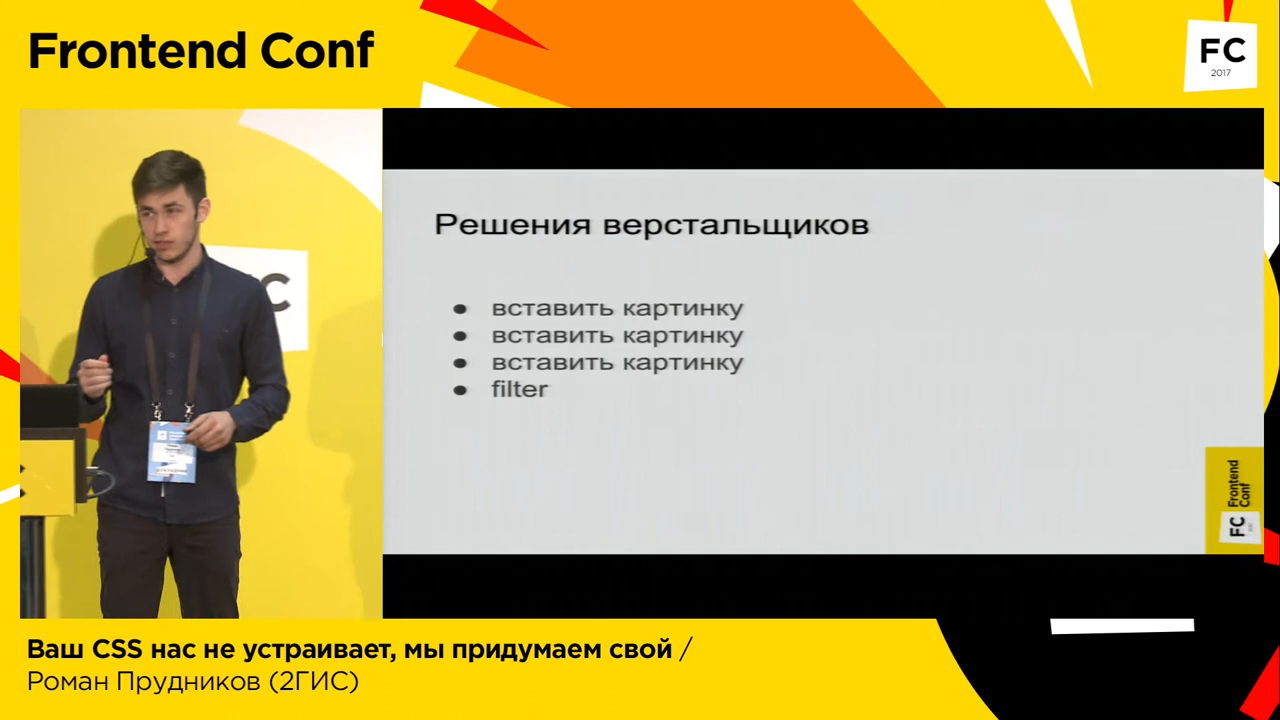 Frontend Conf
FC
2017
C
Решения верстальщиков
● вставить картинку
● вставить картинку
● вставить картинку
● filter
Frontend
Conf
FC
Ваш CSS нас не устраивает, мы придумаем свой /
Роман Прудников (2ГИС)